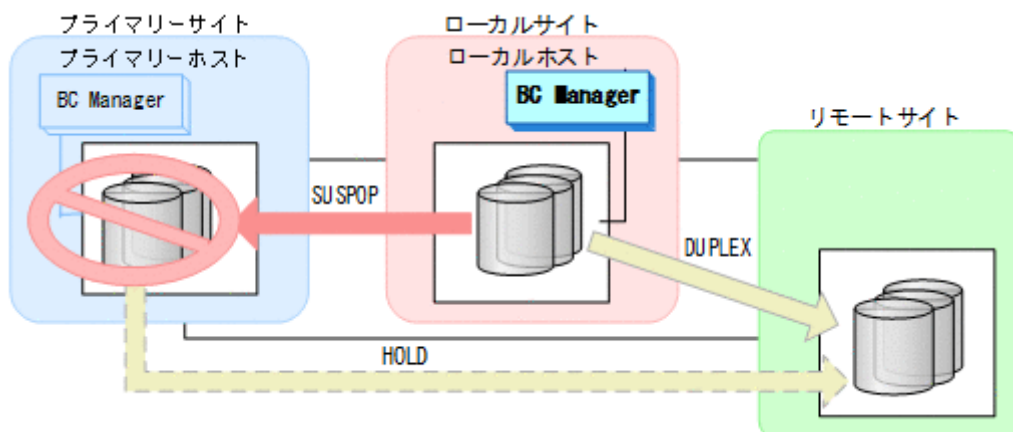 プライマリーサイト
プライマリーホスト
BC Manager
ローカルサイト
ローカルホスト
BC Manager
リモートサイト
SUSPOP
DUPLEX
HOLD